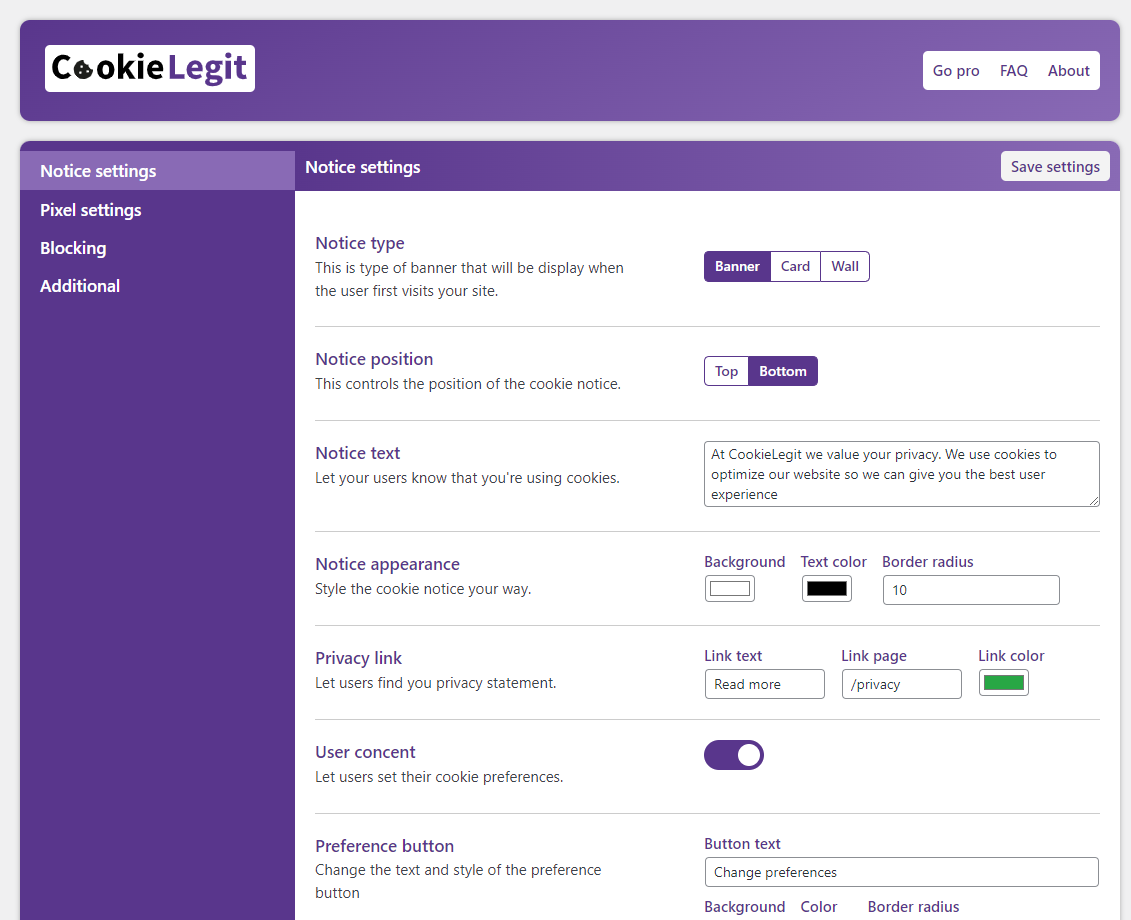 Cookie Legit
Go pro FAQ About
Notice settings
Pixel settings
Blocking
Additional
Notice settings
Save settings
Notice type
This is type of banner that will be display when
the user first visits your site.
Banner Card Wall
Notice position
This controls the position of the cookie notice.
Top Bottom
Notice text
Let your users know that you're using cookies.
At CookieLegit we value your privacy. We use cookies to
optimize our website so we can give you the best user
experience
Notice appearance
Style the cookie notice your way.
Background Text color Border radius
10
Privacy link
Let users find you privacy statement.
Link text Link page Link color
Read more /privacy
User concent
Let users set their cookie preferences.
Preference button
Change the text and style of the preference
button
Button text
Change preferences
Background Color Border radius